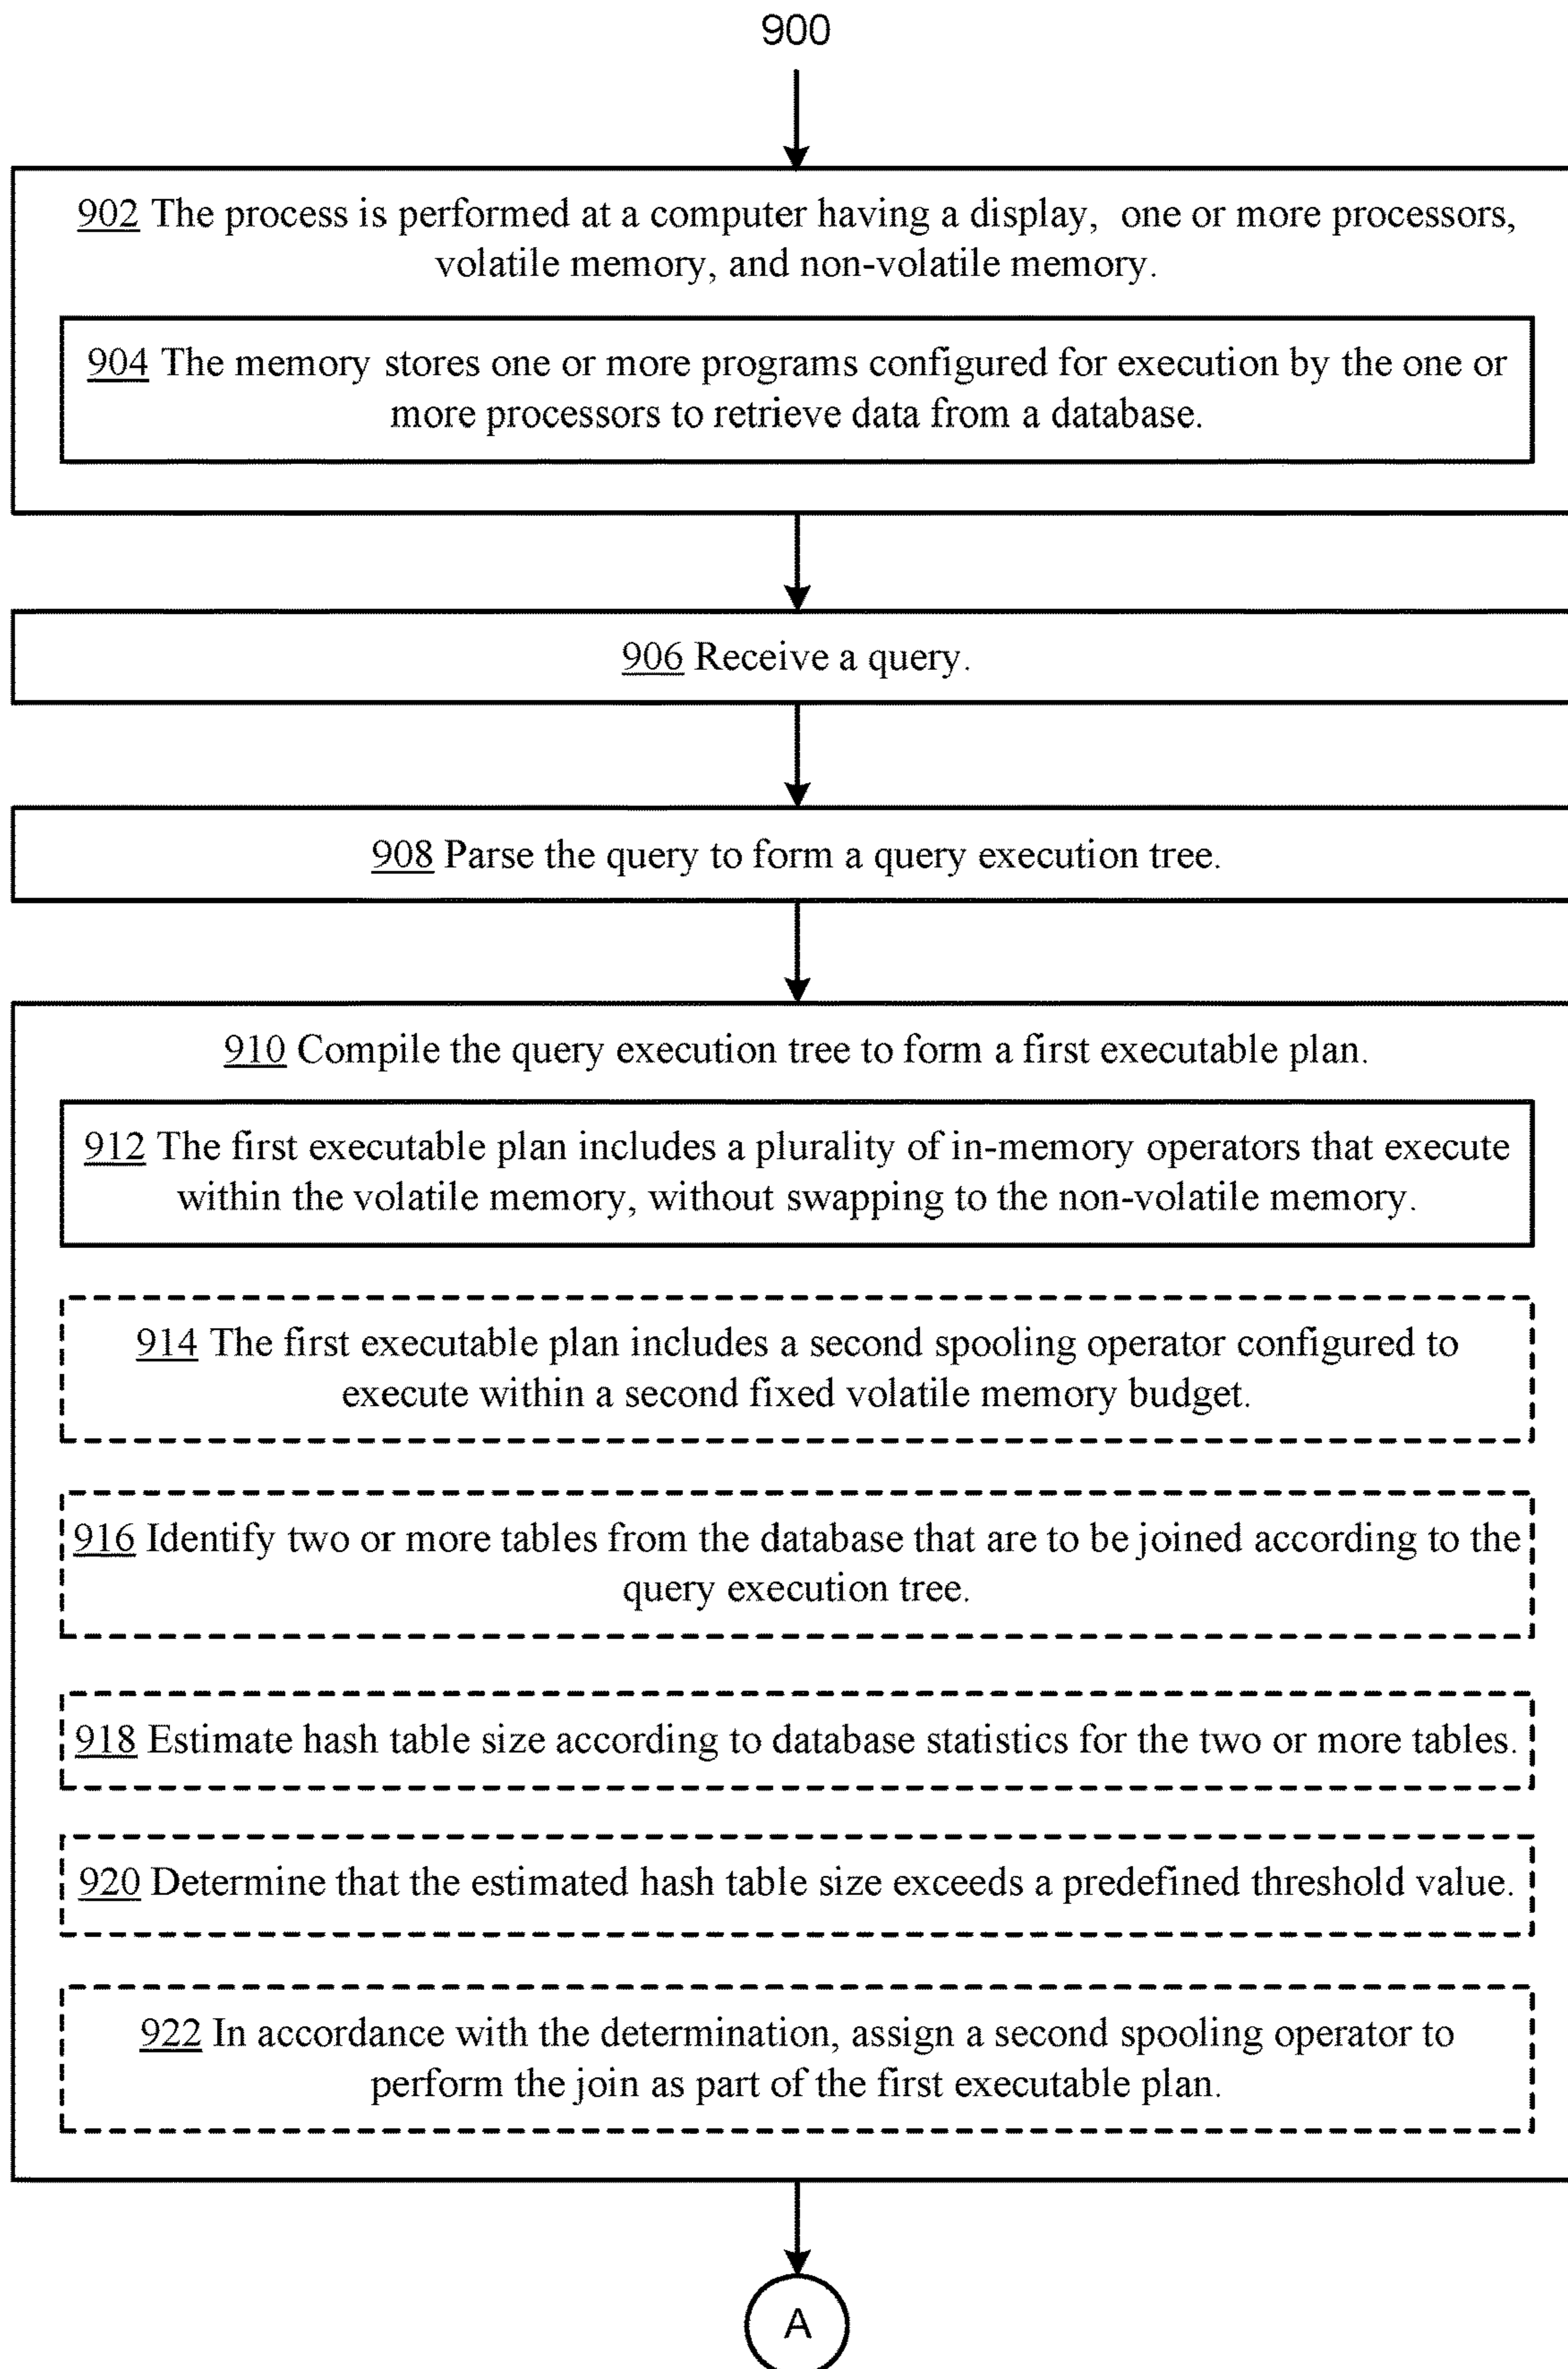 900
902 The process is performed at a computer having a display, one or more processors,
volatile memory, and non-volatile memory.
904 The memory stores one or more programs configured for execution by the one or
more processors to retrieve data from a database.
906 Receive a query.
908 Parse the query to form a query execution tree.
910 Compile the query execution tree to form a first executable plan.
912 The first executable plan includes a plurality of in-memory operators that execute
within the volatile memory, without swapping to the non-volatile memory.
914 The first executable plan includes a second spooling operator configured to
execute within a second fixed volatile memory budget.
916 Identify two or more tables from the database that are to be joined according to the
query execution tree.
918 Estimate hash table size according to database statistics for the two or more tables.
920 Determine that the estimated hash table size exceeds a predefined threshold value.
922 In accordance with the determination, assign a second spooling operator to
perform the join as part of the first executable plan.
A